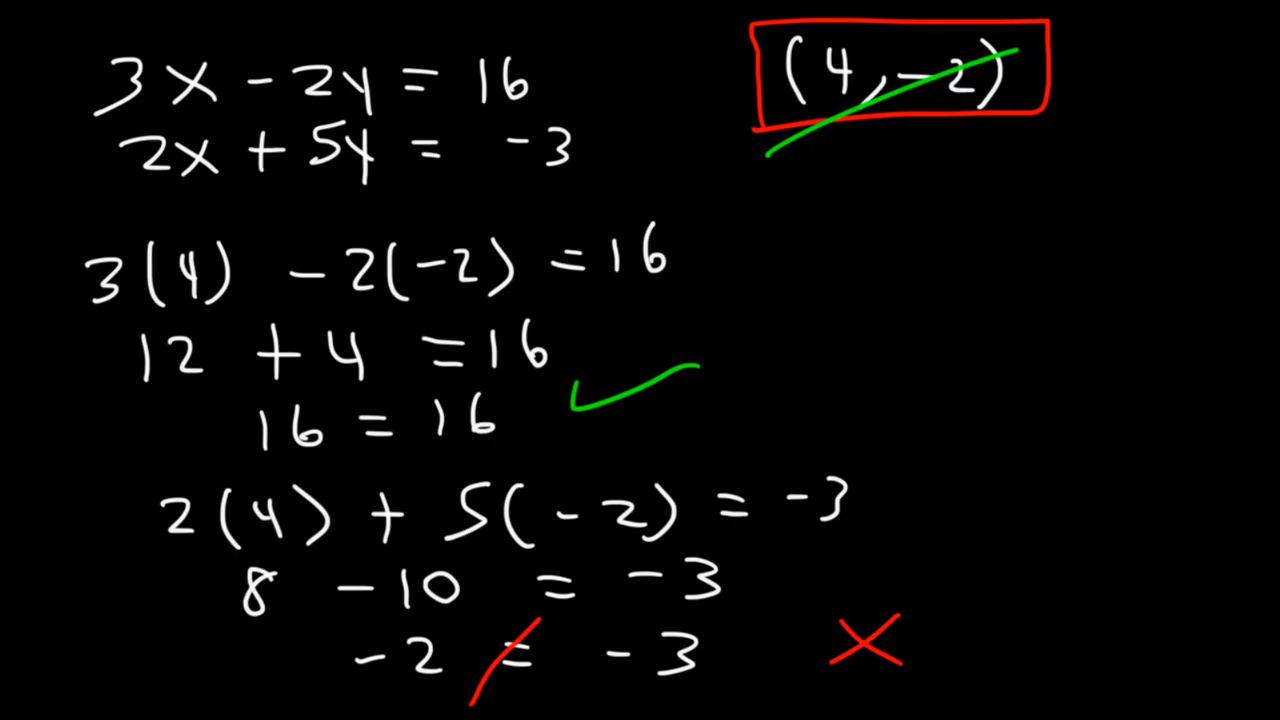 3x - 2y = 16
2x + 5y = -3
(4, -2)
3(4) - 2(-2) = 16
12 + 4 = 16
16 = 16 ✓
2(4) + 5(-2) = -3
8 - 10 = -3
-2 ≠ -3 ✗